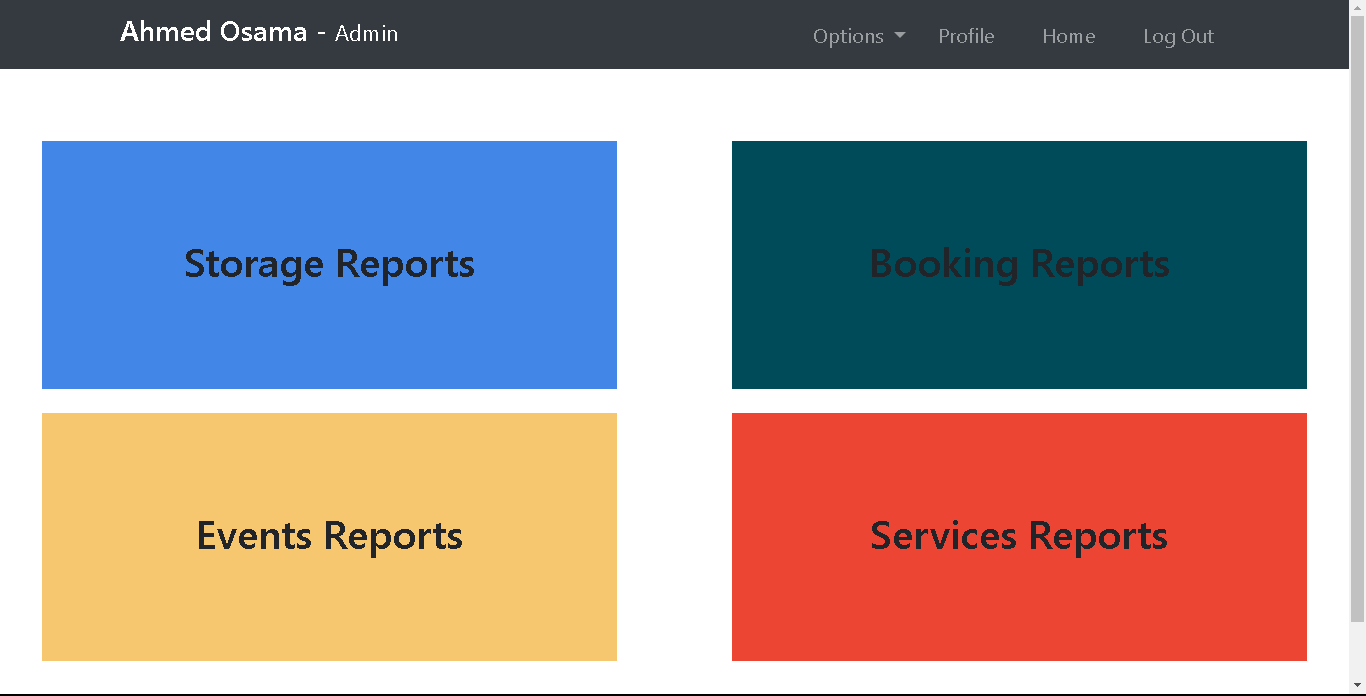 Ahmed Osama - Admin
Options Profile Home Log Out
Storage Reports
Booking Reports
Events Reports
Services Reports